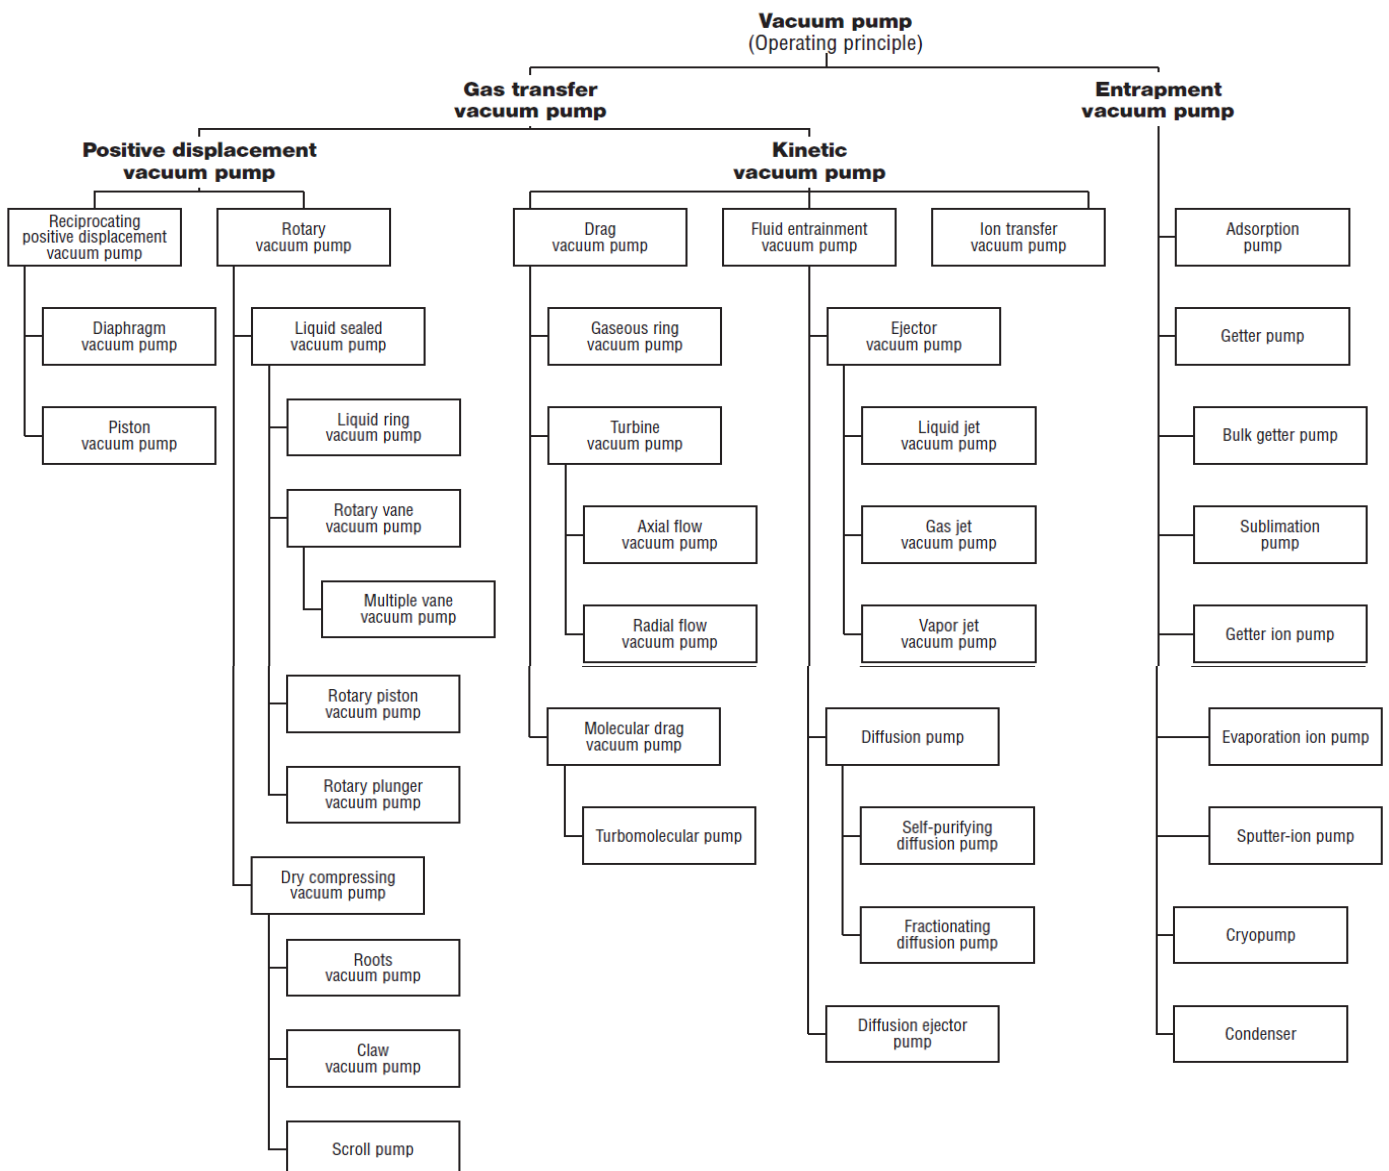 Vacuum pump
(Operating principle)
Gas transfer
vacuum pump
Entrapment
vacuum pump
Positive displacement
vacuum pump
Kinetic
vacuum pump
Reciprocating
positive displacement
vacuum pump
Rotary
vacuum pump
Drag
vacuum pump
Fluid entrainment
vacuum pump
Ion transfer
vacuum pump
Adsorption
pump
Diaphragm
vacuum pump
Liquid sealed
vacuum pump
Gaseous ring
vacuum pump
Ejector
vacuum pump
Getter pump
Piston
vacuum pump
Liquid ring
vacuum pump
Turbine
vacuum pump
Liquid jet
vacuum pump
Bulk getter pump
Rotary vane
vacuum pump
Axial flow
vacuum pump
Gas jet
vacuum pump
Sublimation
pump
Multiple vane
vacuum pump
Radial flow
vacuum pump
Vapor jet
vacuum pump
Getter ion pump
Rotary piston
vacuum pump
Molecular drag
vacuum pump
Diffusion pump
Evaporation ion pump
Rotary plunger
vacuum pump
Turbomolecular pump
Self-purifying
diffusion pump
Sputter-ion pump
Dry compressing
vacuum pump
Fractionating
diffusion pump
Cryopump
Roots
vacuum pump
Diffusion ejector
pump
Condenser
Claw
vacuum pump
Scroll pump